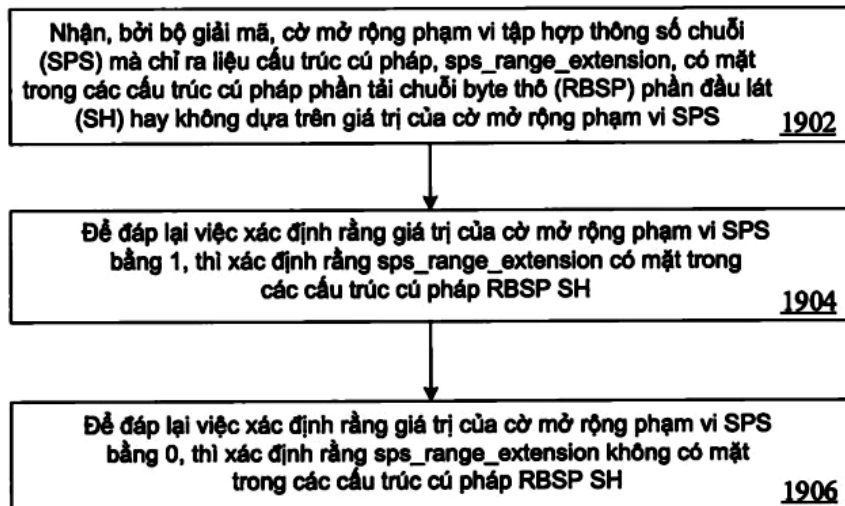 Nhận, bởi bộ giải mã, cờ mở rộng phạm vi tập hợp thông số chuỗi
(SPS) mà chỉ ra liệu cấu trúc cú pháp, sps_range_extension, có mặt
trong các cấu trúc cú pháp phần tải chuỗi byte thô (RBSP) phần đầu lát
(SH) hay không dựa trên giá trị của cờ mở rộng phạm vi SPS
1902
Để đáp lại việc xác định rằng giá trị của cờ mở rộng phạm vi SPS
bằng 1, thì xác định rằng sps_range_extension có mặt trong
các cấu trúc cú pháp RBSP SH
1904
Để đáp lại việc xác định rằng giá trị của cờ mở rộng phạm vi SPS
bằng 0, thì xác định rằng sps_range_extension không có mặt
trong các cấu trúc cú pháp RBSP SH
1906